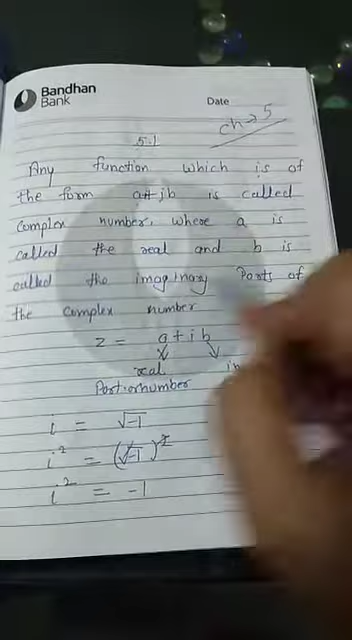 Bandhan
Bank
Date
ch → 5
5.1
Any function which is of
the form a+ib is called
Complex number, where a is
called the real and b is
called the imaginary Parts of
the complex number
z = a + i b
real
Part or number
i = √-1
i² = (√-1)²
i² = -1